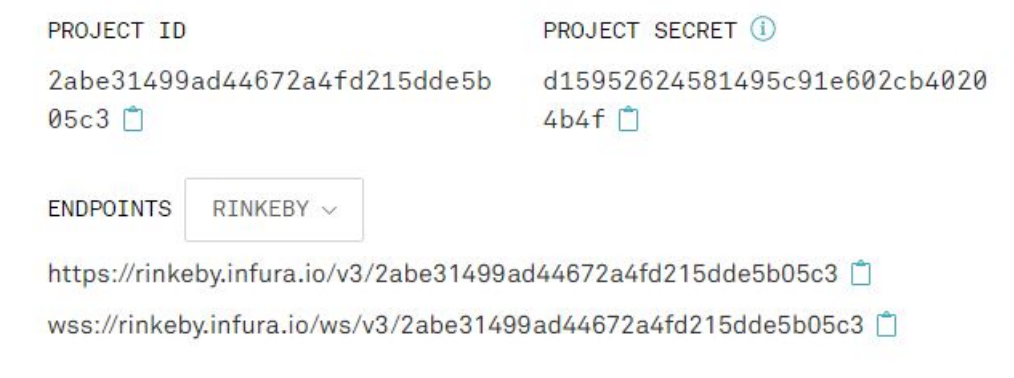 PROJECT ID
2abe31499ad44672a4fd215dde5b
05c3
PROJECT SECRET
d15952624581495c91e602cb4020
4b4f
ENDPOINTS RINKEBY
https://rinkeby.infura.io/v3/2abe31499ad44672a4fd215dde5b05c3
wss://rinkeby.infura.io/ws/v3/2abe31499ad44672a4fd215dde5b05c3